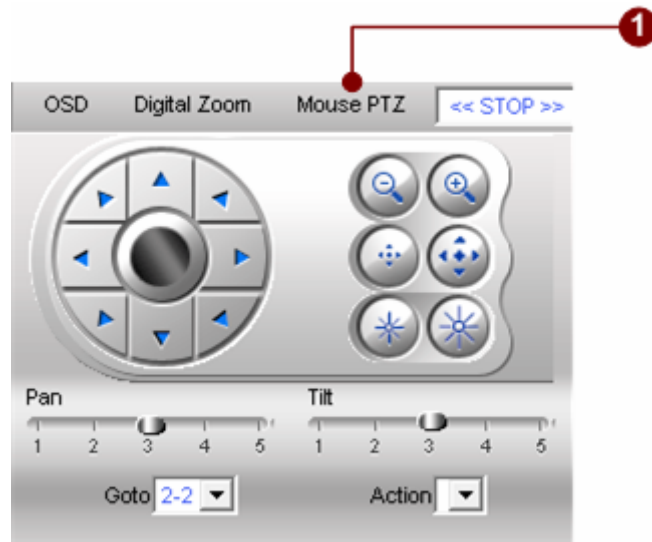 1
OSD Digital Zoom Mouse PTZ << STOP >>
Pan Tilt
1 2 3 4 5 1 2 3 4 5
Goto 2-2 Action